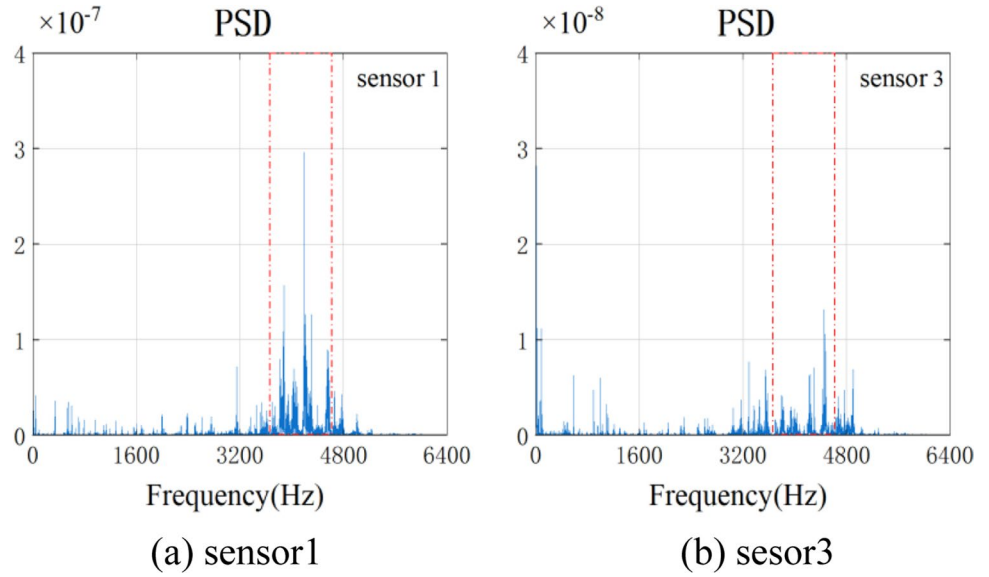 ×10⁻⁷ PSD
4
sensor 1
3
2
1
0
0 1600 3200 4800 6400
Frequency(Hz)
(a) sensor1
×10⁻⁸ PSD
4
sensor 3
3
2
1
0
0 1600 3200 4800 6400
Frequency(Hz)
(b) sesor3